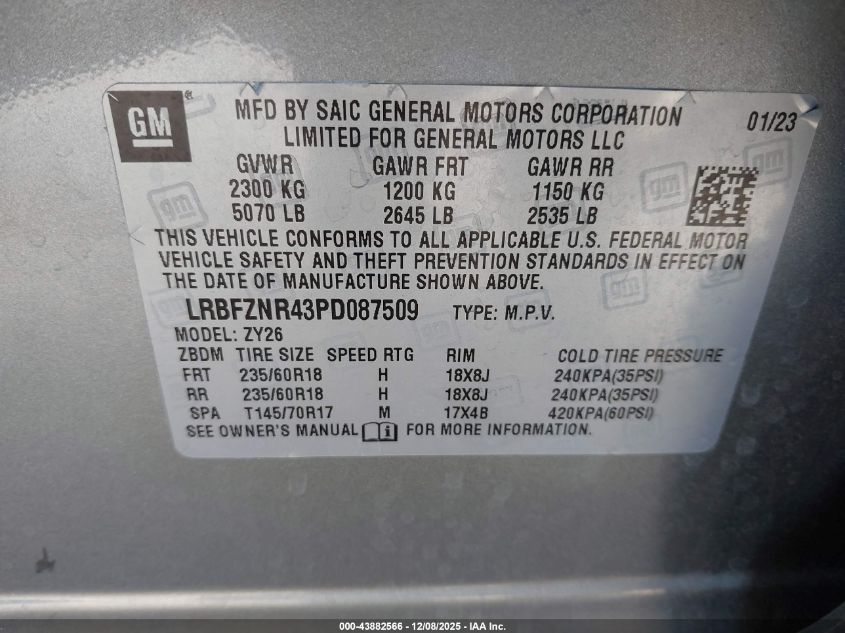 GM
MFD BY SAIC GENERAL MOTORS CORPORATION
LIMITED FOR GENERAL MOTORS LLC
01/23
GVWR GAWR FRT GAWR RR
2300 KG 1200 KG 1150 KG
5070 LB 2645 LB 2535 LB
THIS VEHICLE CONFORMS TO ALL APPLICABLE U.S. FEDERAL MOTOR
VEHICLE SAFETY AND THEFT PREVENTION STANDARDS IN EFFECT ON
THE DATE OF MANUFACTURE SHOWN ABOVE.
LRBFZNR43PD087509 TYPE: M.P.V.
MODEL: ZY26
ZBDM TIRE SIZE SPEED RTG RIM COLD TIRE PRESSURE
FRT 235/60R18 H 18X8J 240KPA(35PSI)
RR 235/60R18 H 18X8J 240KPA(35PSI)
SPA T145/70R17 M 17X4B 420KPA(60PSI)
SEE OWNER'S MANUAL FOR MORE INFORMATION.
000-43882566 - 12/08/2025 - IAA Inc.